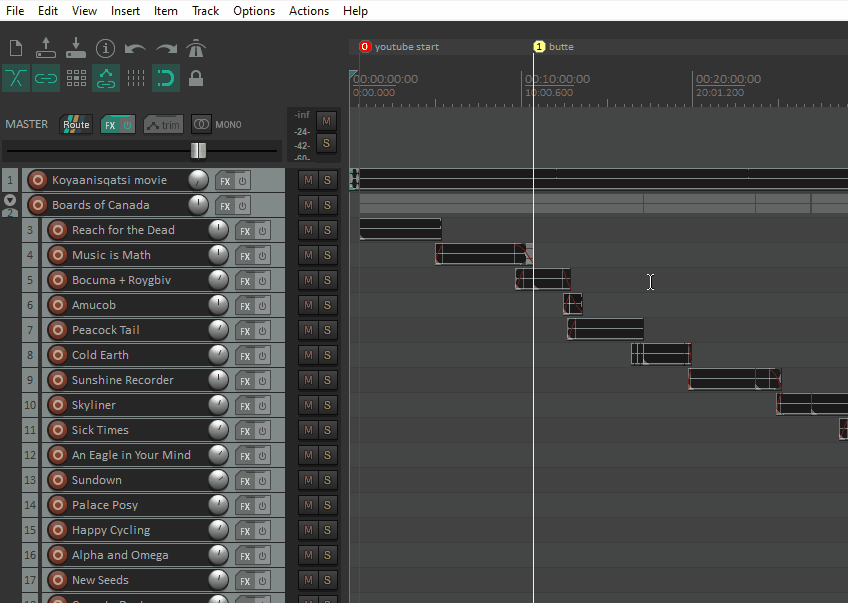 File Edit View Insert Item Track Options Actions Help
0 youtube start 1 butte
00:00:00:00 00:10:00:00 00:20:00:00
0:00.000 10:00.600 20:01.200
MASTER Route FX trim MONO
-inf M
-24- S
-42-
-60-
1 Koyaanisqatsi movie FX M S
2 Boards of Canada FX M S
3 Reach for the Dead FX M S
4 Music is Math FX M S
5 Bocuma + Roygbiv FX M S
6 Amucob FX M S
7 Peacock Tail FX M S
8 Cold Earth FX M S
9 Sunshine Recorder FX M S
10 Skyliner FX M S
11 Sick Times FX M S
12 An Eagle in Your Mind FX M S
13 Sundown FX M S
14 Palace Posy FX M S
15 Happy Cycling FX M S
16 Alpha and Omega FX M S
17 New Seeds FX M S